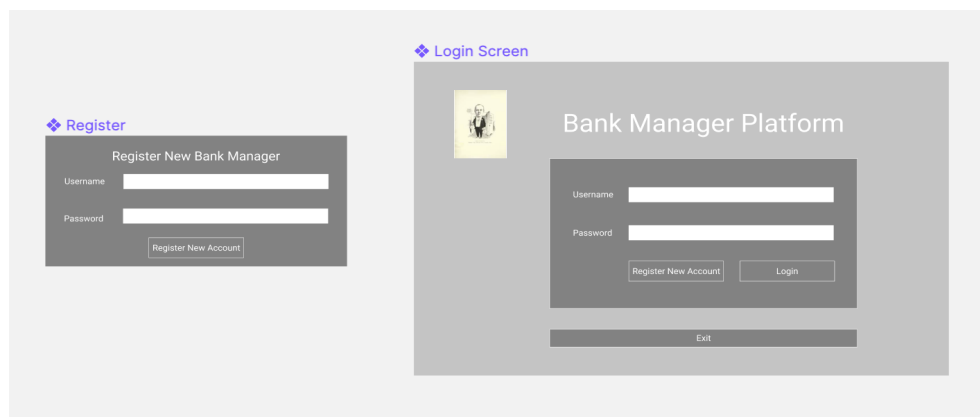 Register
Register New Bank Manager
Username
Password
Register New Account
Login Screen
Bank Manager Platform
Username
Password
Register New Account
Login
Exit